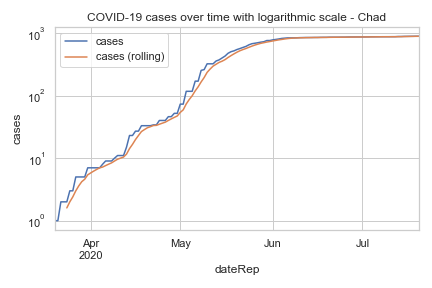 COVID-19 cases over time with logarithmic scale - Chad
cases
cases (rolling)
10³
10²
10¹
10⁰
cases
Apr
2020
May
Jun
Jul
dateRep